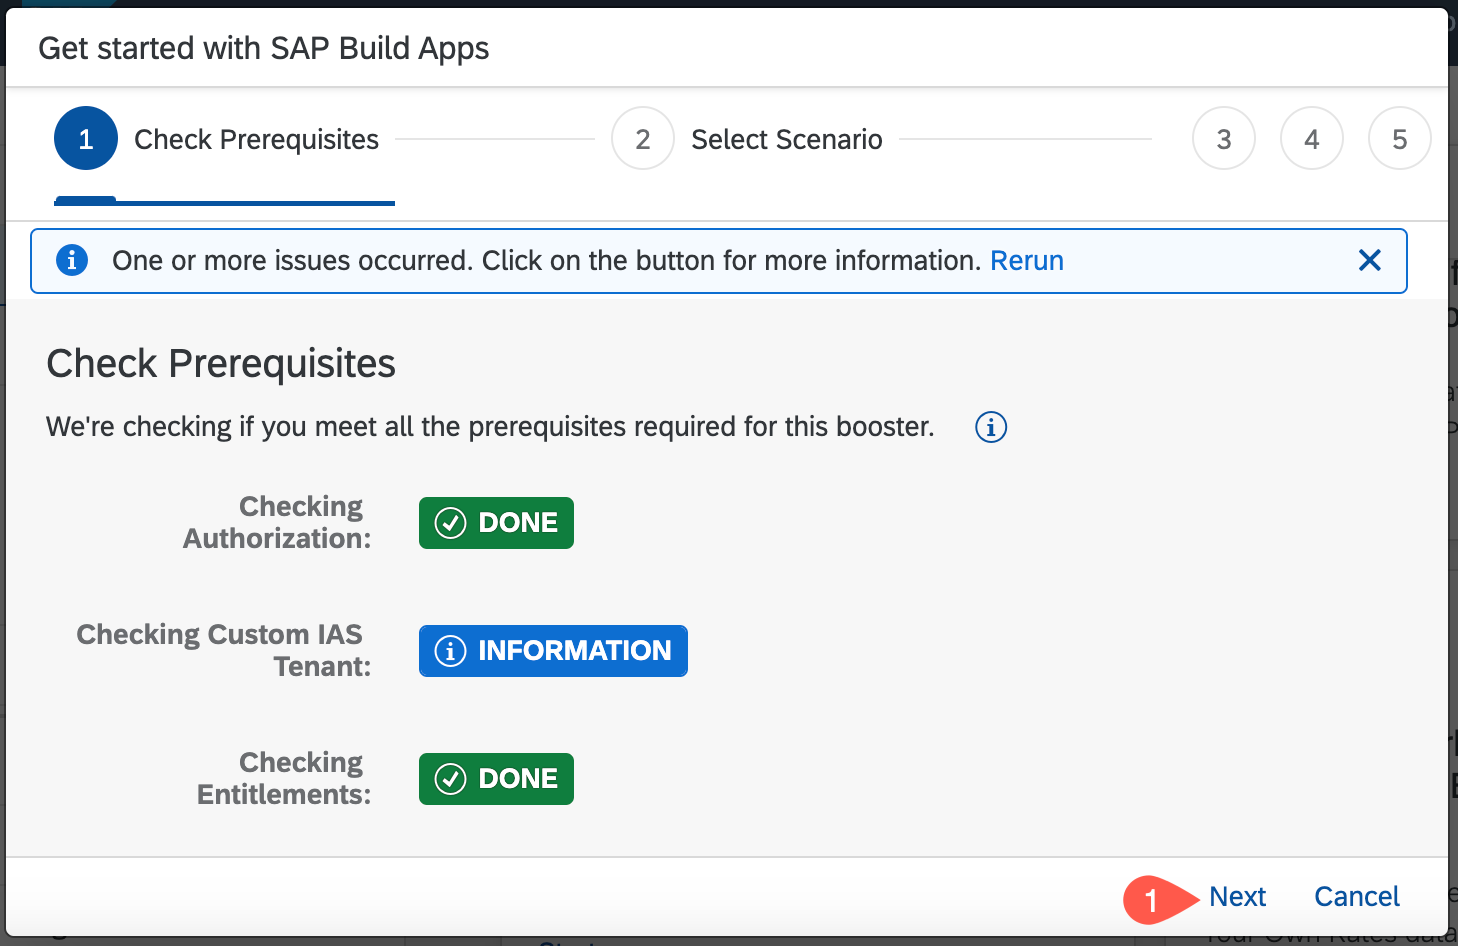 Get started with SAP Build Apps
1 Check Prerequisites 2 Select Scenario 3 4 5
One or more issues occurred. Click on the button for more information. Rerun
Check Prerequisites
We're checking if you meet all the prerequisites required for this booster.
Checking
Authorization:
DONE
Checking Custom IAS
Tenant:
INFORMATION
Checking
Entitlements:
DONE
1 Next Cancel